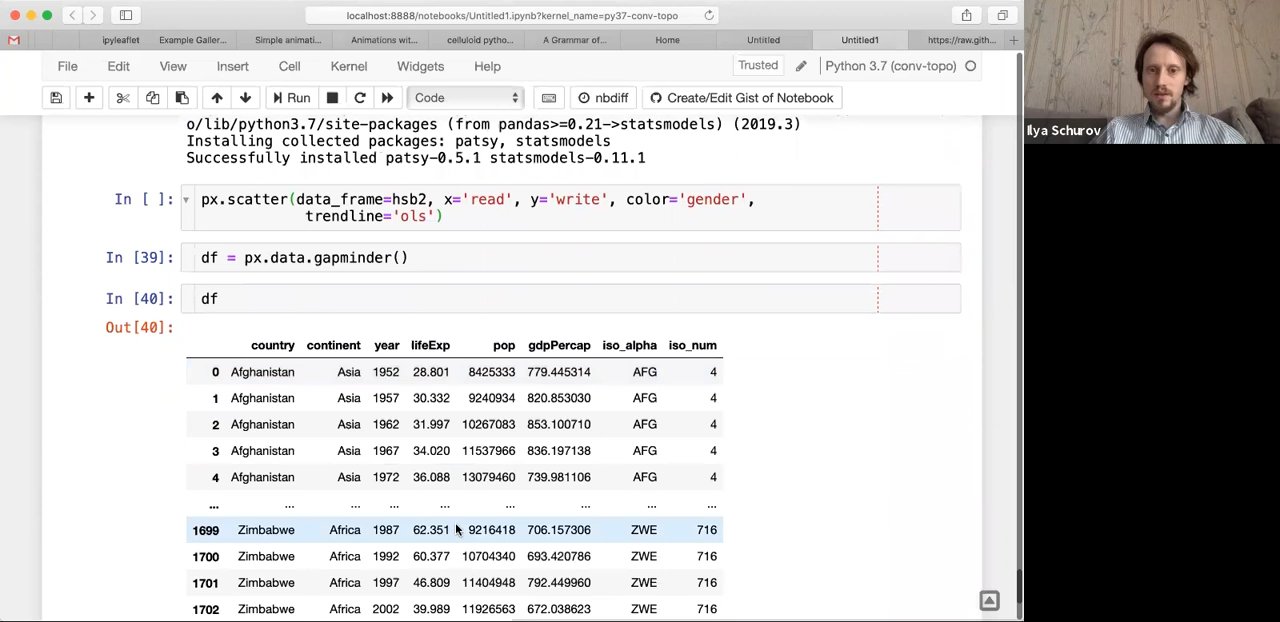 localhost:8888/notebooks/Untitled1.ipynb?kernel_name=py37-conv-topo
ipyleaflet Example Galler... Simple animati... Animations wit... celluloid pytho... A Grammar of... Home Untitled Untitled1 https://raw.gith...
File Edit View Insert Cell Kernel Widgets Help Trusted Python 3.7 (conv-topo)
Run Code nbdiff Create/Edit Gist of Notebook
o/lib/python3.7/site-packages (from pandas>=0.21->statsmodels) (2019.3)
Installing collected packages: patsy, statsmodels
Successfully installed patsy-0.5.1 statsmodels-0.11.1
In [ ]: px.scatter(data_frame=hsb2, x='read', y='write', color='gender',
trendline='ols')
In [39]: df = px.data.gapminder()
In [40]: df
Out[40]:
country continent year lifeExp pop gdpPercap iso_alpha iso_num
0 Afghanistan Asia 1952 28.801 8425333 779.445314 AFG 4
1 Afghanistan Asia 1957 30.332 9240934 820.853030 AFG 4
2 Afghanistan Asia 1962 31.997 10267083 853.100710 AFG 4
3 Afghanistan Asia 1967 34.020 11537966 836.197138 AFG 4
4 Afghanistan Asia 1972 36.088 13079460 739.981106 AFG 4
... ... ... ... ... ... ... ... ...
1699 Zimbabwe Africa 1987 62.351 9216418 706.157306 ZWE 716
1700 Zimbabwe Africa 1992 60.377 10704340 693.420786 ZWE 716
1701 Zimbabwe Africa 1997 46.809 11404948 792.449960 ZWE 716
1702 Zimbabwe Africa 2002 39.989 11926563 672.038623 ZWE 716
Ilya Schurov